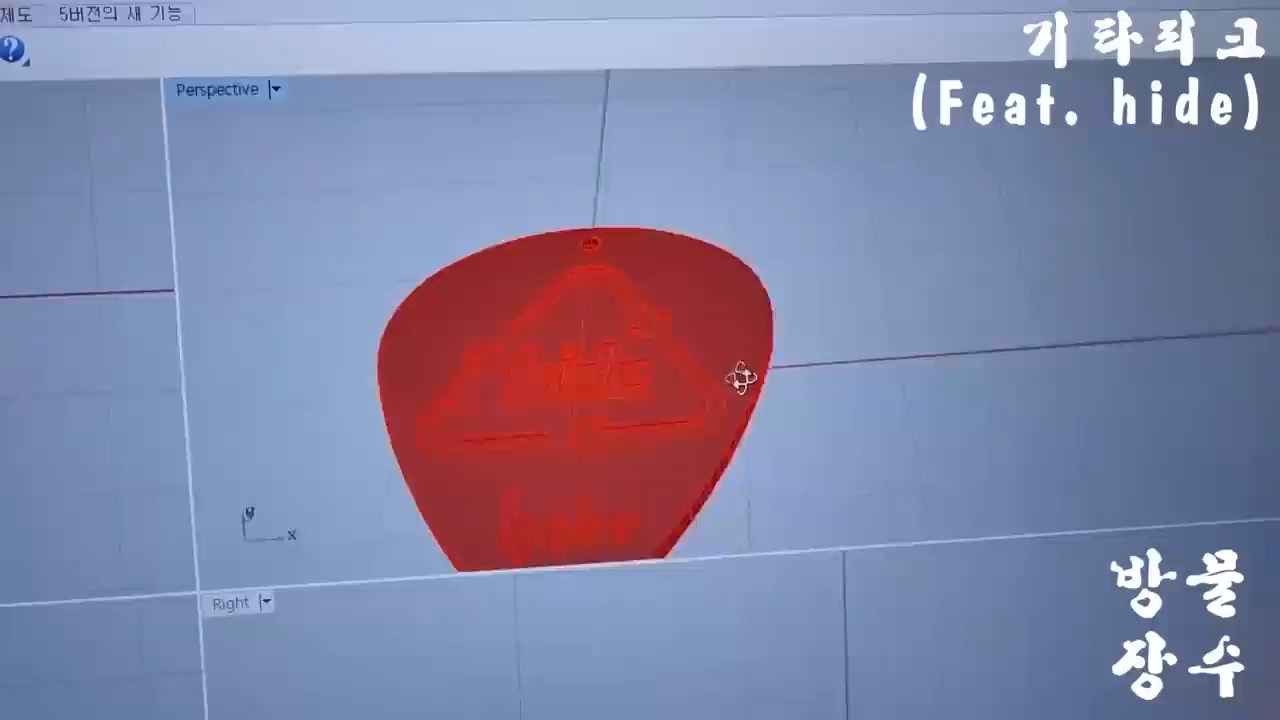 제도 5버전의 새 기능
기타피크
(Feat. hide)
Perspective
x
Right
방물
장수